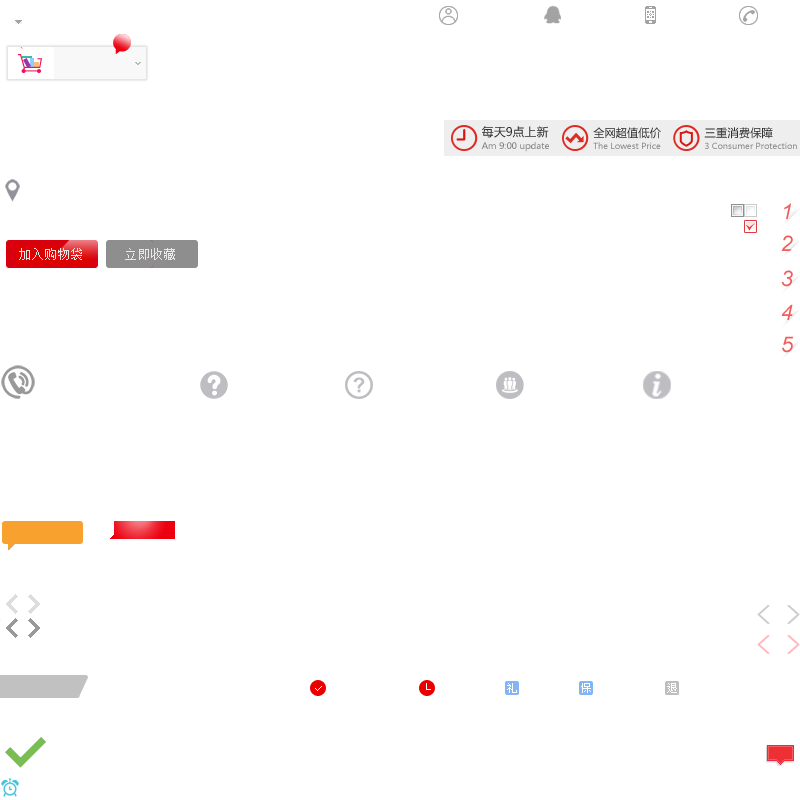 每天9点上新
Am 9:00 update
全网超值低价
The Lowest Price
三重消费保障
3 Consumer Protection
1
加入购物袋
立即收藏
2
3
4
5
礼
保
退